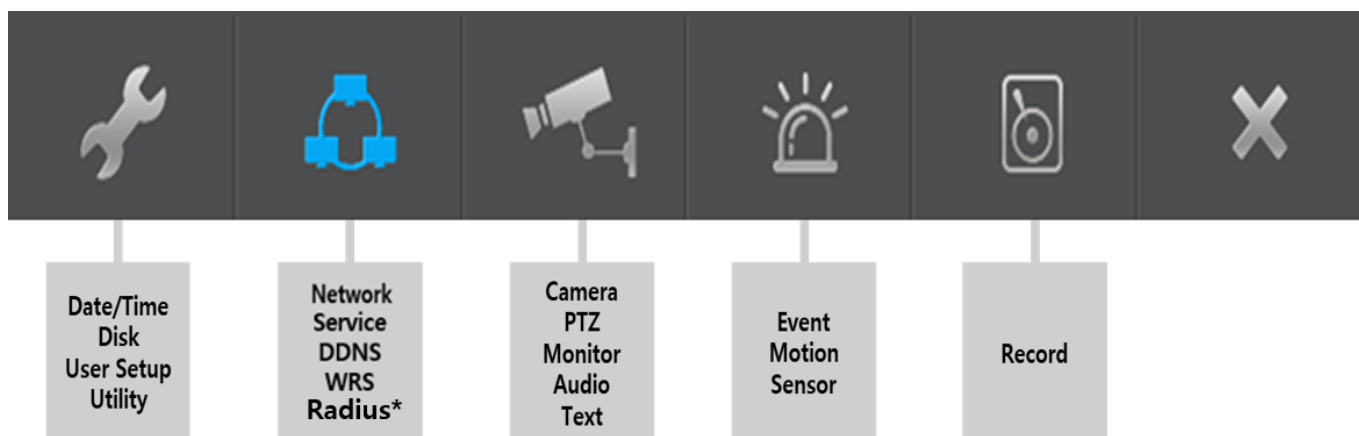 Date/Time
Disk
User Setup
Utility
Network
Service
DDNS
WRS
Radius*
Camera
PTZ
Monitor
Audio
Text
Event
Motion
Sensor
Record